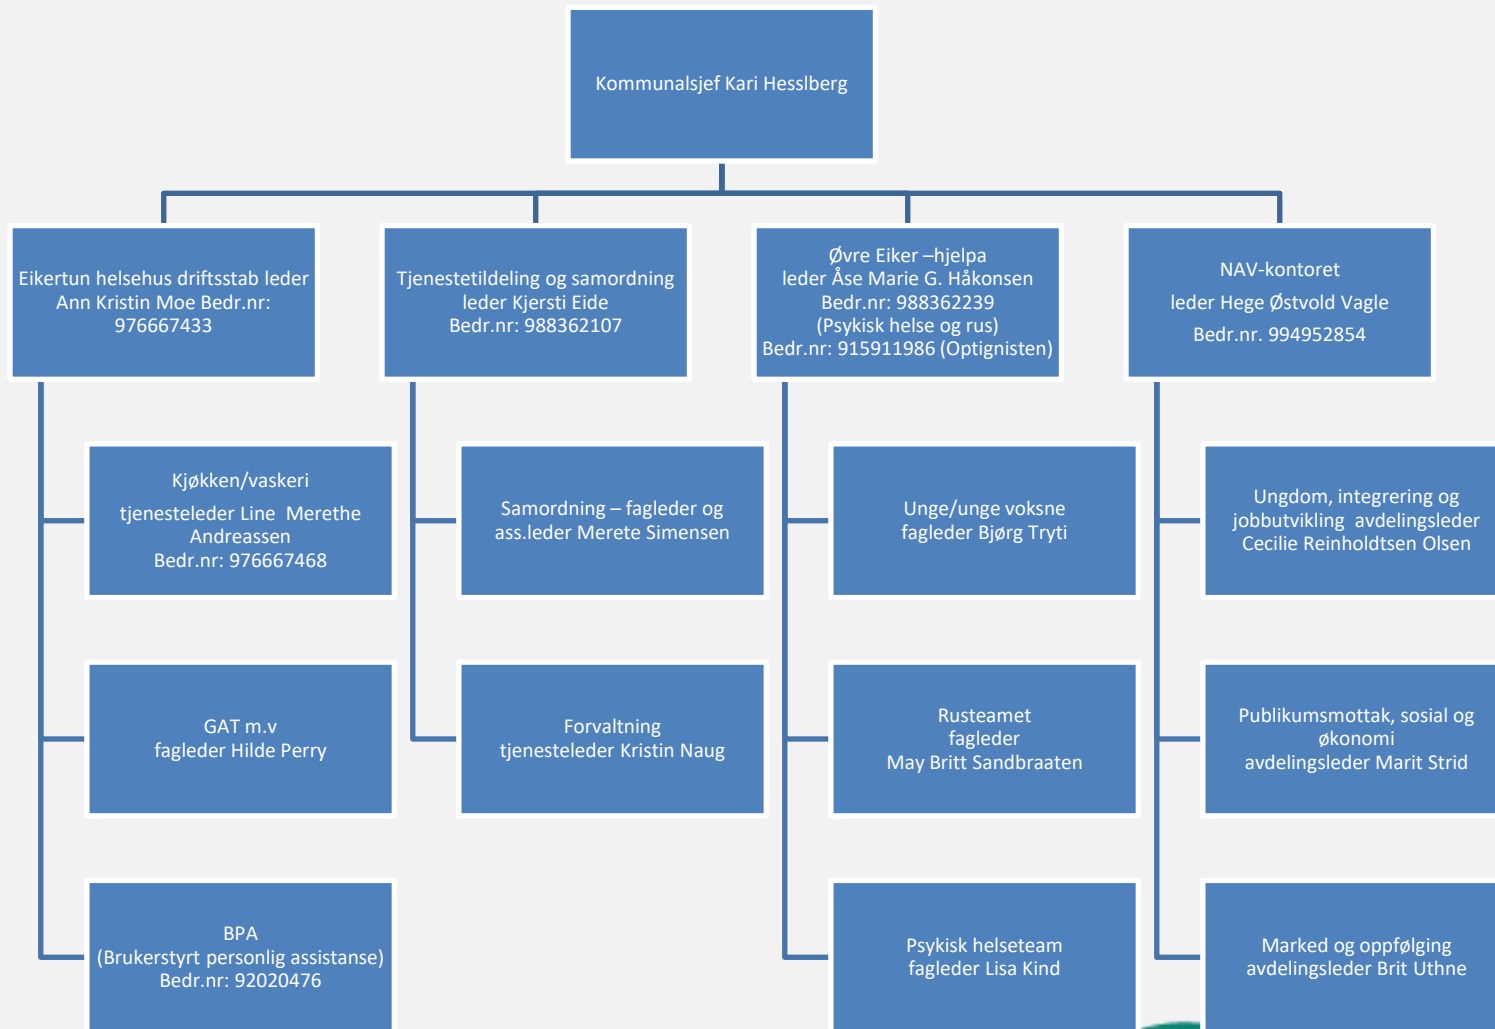 Kommunalsjef Kari Hesslberg
Eikertun helsehus driftsstab leder
Ann Kristin Moe Bedr.nr:
976667433
Tjenestetildeling og samordning
leder Kjersti Eide
Bedr.nr: 988362107
Øvre Eiker –hjelpa
leder Åse Marie G. Håkonsen
Bedr.nr: 988362239
(Psykisk helse og rus)
Bedr.nr: 915911986 (Optignisten)
NAV-kontoret
leder Hege Østvold Vagle
Bedr.nr. 994952854
Kjøkken/vaskeri
tjenesteleder Line  Merethe
Andreassen
Bedr.nr: 976667468
Samordning – fagleder og
ass.leder Merete Simensen
Unge/unge voksne
fagleder Bjørg Tryti
Ungdom, integrering og
jobbutvikling  avdelingsleder
Cecilie Reinholdtsen Olsen
GAT m.v
fagleder Hilde Perry
Forvaltning
tjenesteleder Kristin Naug
Rusteamet
fagleder
May Britt Sandbraaten
Publikumsmottak, sosial og
økonomi
avdelingsleder Marit Strid
BPA
(Brukerstyrt personlig assistanse)
Bedr.nr: 92020476
Psykisk helseteam
fagleder Lisa Kind
Marked og oppfølging
avdelingsleder Brit Uthne